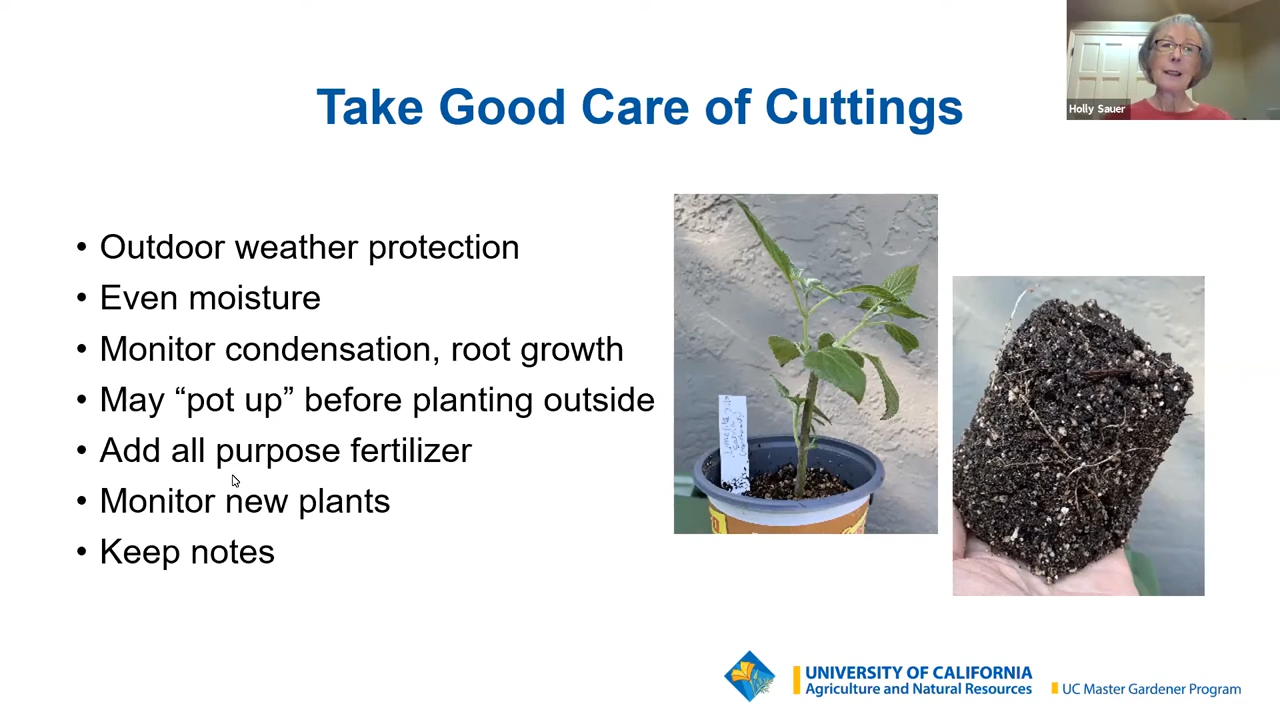 Take Good Care of Cuttings
Holly Sauer
• Outdoor weather protection
• Even moisture
• Monitor condensation, root growth
• May “pot up” before planting outside
• Add all purpose fertilizer
• Monitor new plants
• Keep notes
UNIVERSITY OF CALIFORNIA
Agriculture and Natural Resources
UC Master Gardener Program